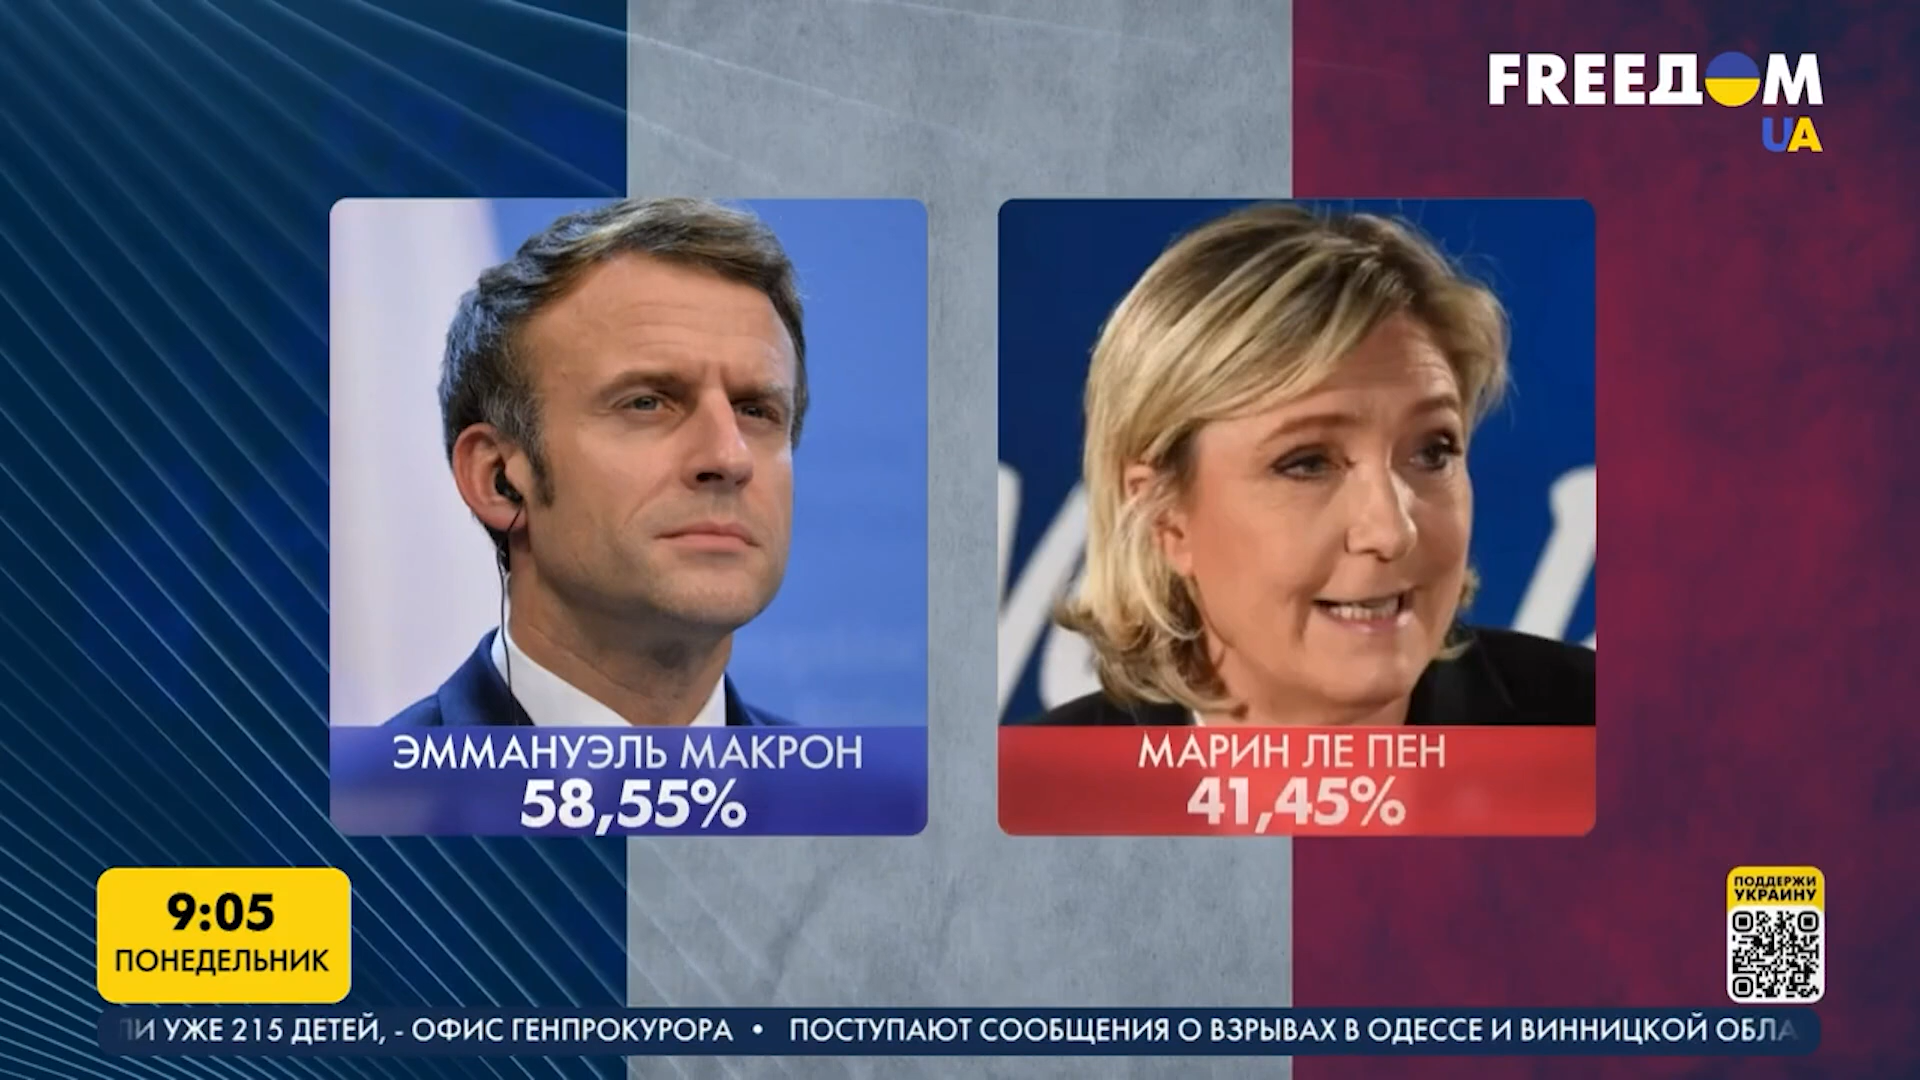 FREEДOM
UA
ЭММАНУЭЛЬ МАКРОН
58,55%
МАРИН ЛЕ ПЕН
41,45%
9:05
ПОНЕДЕЛЬНИК
ПОДДЕРЖИ
УКРАИНУ
УЖЕ 215 ДЕТЕЙ, - ОФИС ГЕНПРОКУРОРА • ПОСТУПАЮТ СООБЩЕНИЯ О ВЗРЫВАХ В ОДЕССЕ И ВИННИЦКОЙ ОБЛА